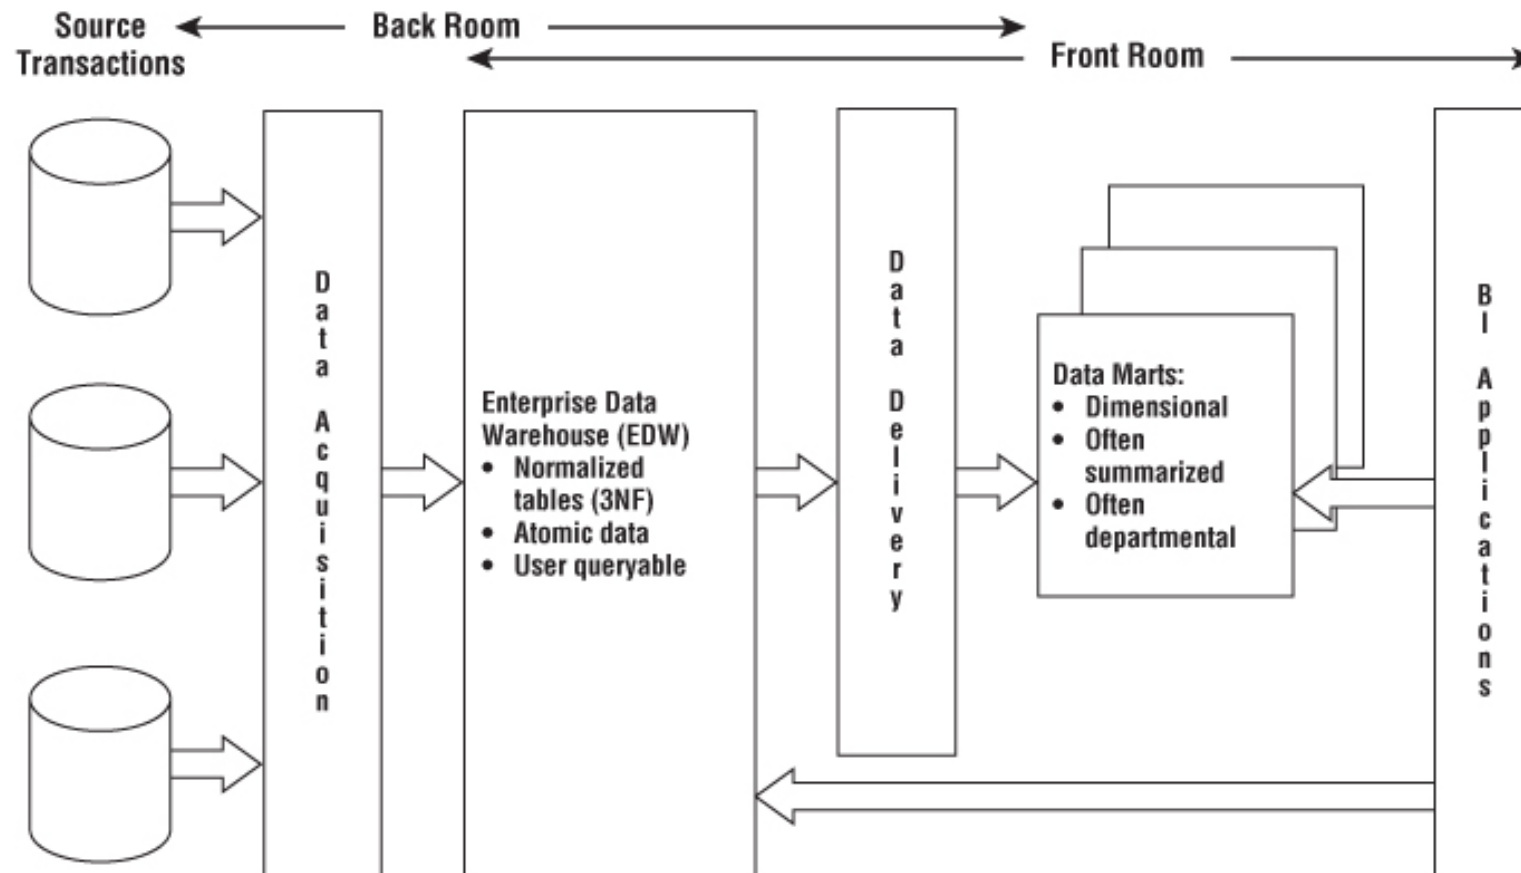 Source
Transactions
Back Room
Front Room
Data Acquisition
Enterprise Data
Warehouse (EDW)
• Normalized
tables (3NF)
• Atomic data
• User queryable
Data Delivery
Data Marts:
• Dimensional
• Often
summarized
• Often
departmental
BI Applications